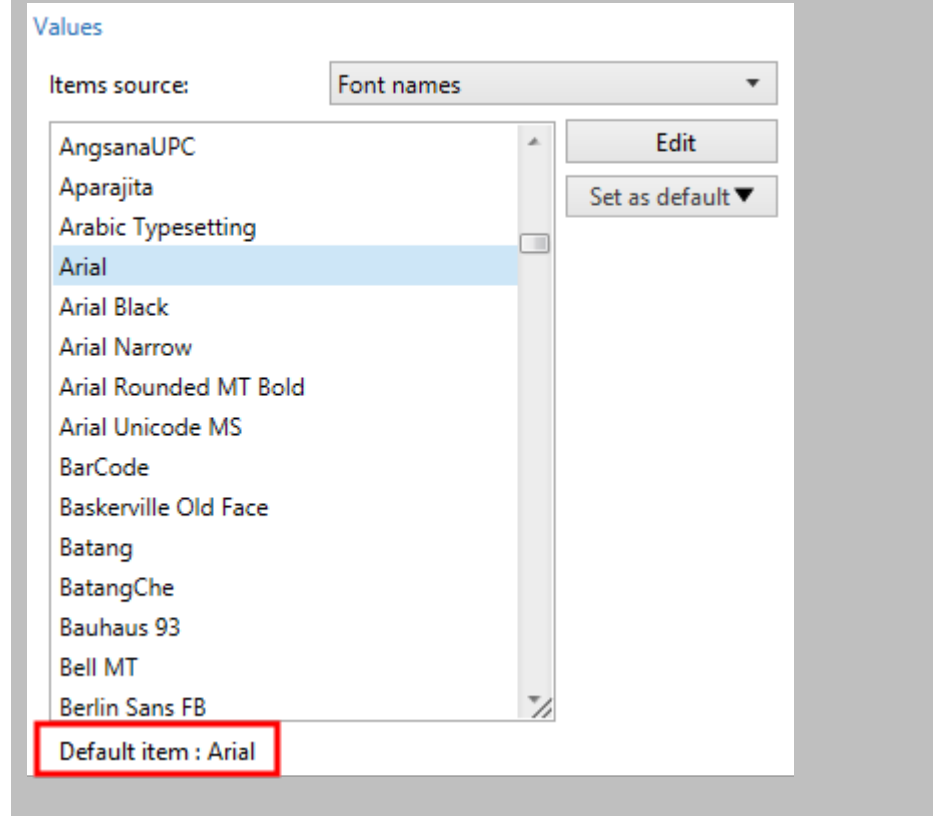 Values
Items source: Font names
AngsanaUPC
Edit
Aparajita
Set as default
Arabic Typesetting
Arial
Arial Black
Arial Narrow
Arial Rounded MT Bold
Arial Unicode MS
BarCode
Baskerville Old Face
Batang
BatangChe
Bauhaus 93
Bell MT
Berlin Sans FB
Default item : Arial